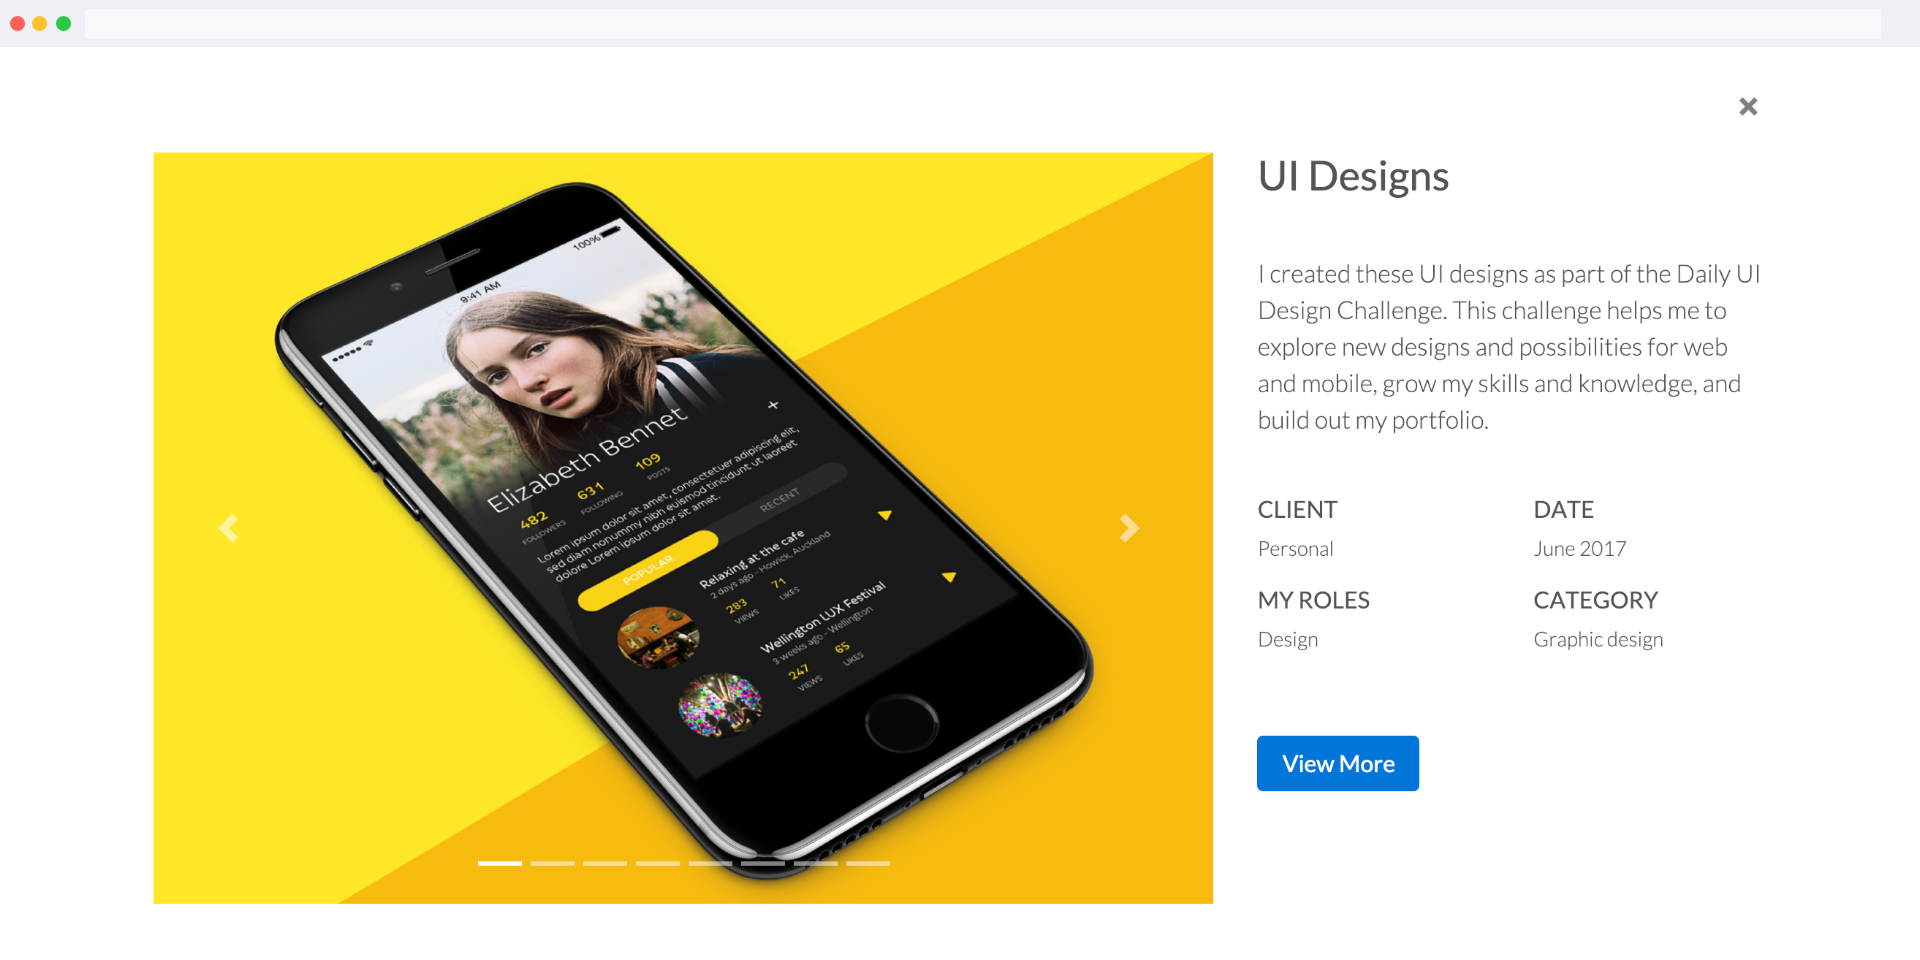 100%
9:41 AM
Elizabeth Bennet
+
482
631
109
FOLLOWERS
FOLLOWING
POSTS
Lorem ipsum dolor sit amet, consectetuer adipiscing elit,
sed diam nonummy nibh euismod tincidunt ut laoreet
dolore Lorem ipsum dolor sit amet.
POPULAR
RECENT
Relaxing at the cafe
2 days ago - Howick, Auckland
283
71
VIEWS
LIKES
Wellington LUX Festival
3 weeks ago - Wellington
247
65
VIEWS
LIKES
UI Designs
I created these UI designs as part of the Daily UI
Design Challenge. This challenge helps me to
explore new designs and possibilities for web
and mobile, grow my skills and knowledge, and
build out my portfolio.
CLIENT
DATE
Personal
June 2017
MY ROLES
CATEGORY
Design
Graphic design
View More